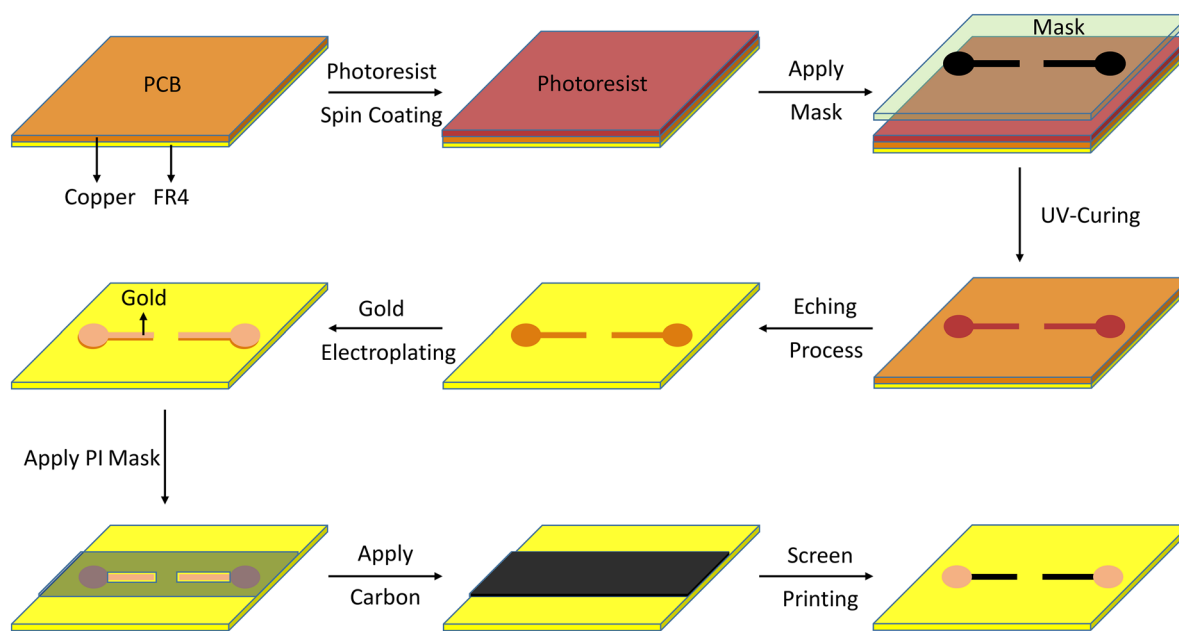 PCB
Photoresist
Spin Coating
Photoresist
Apply
Mask
Mask
Copper
FR4
UV-Curing
Eching
Process
Gold
Electroplating
Gold
Apply PI Mask
Apply
Carbon
Screen
Printing